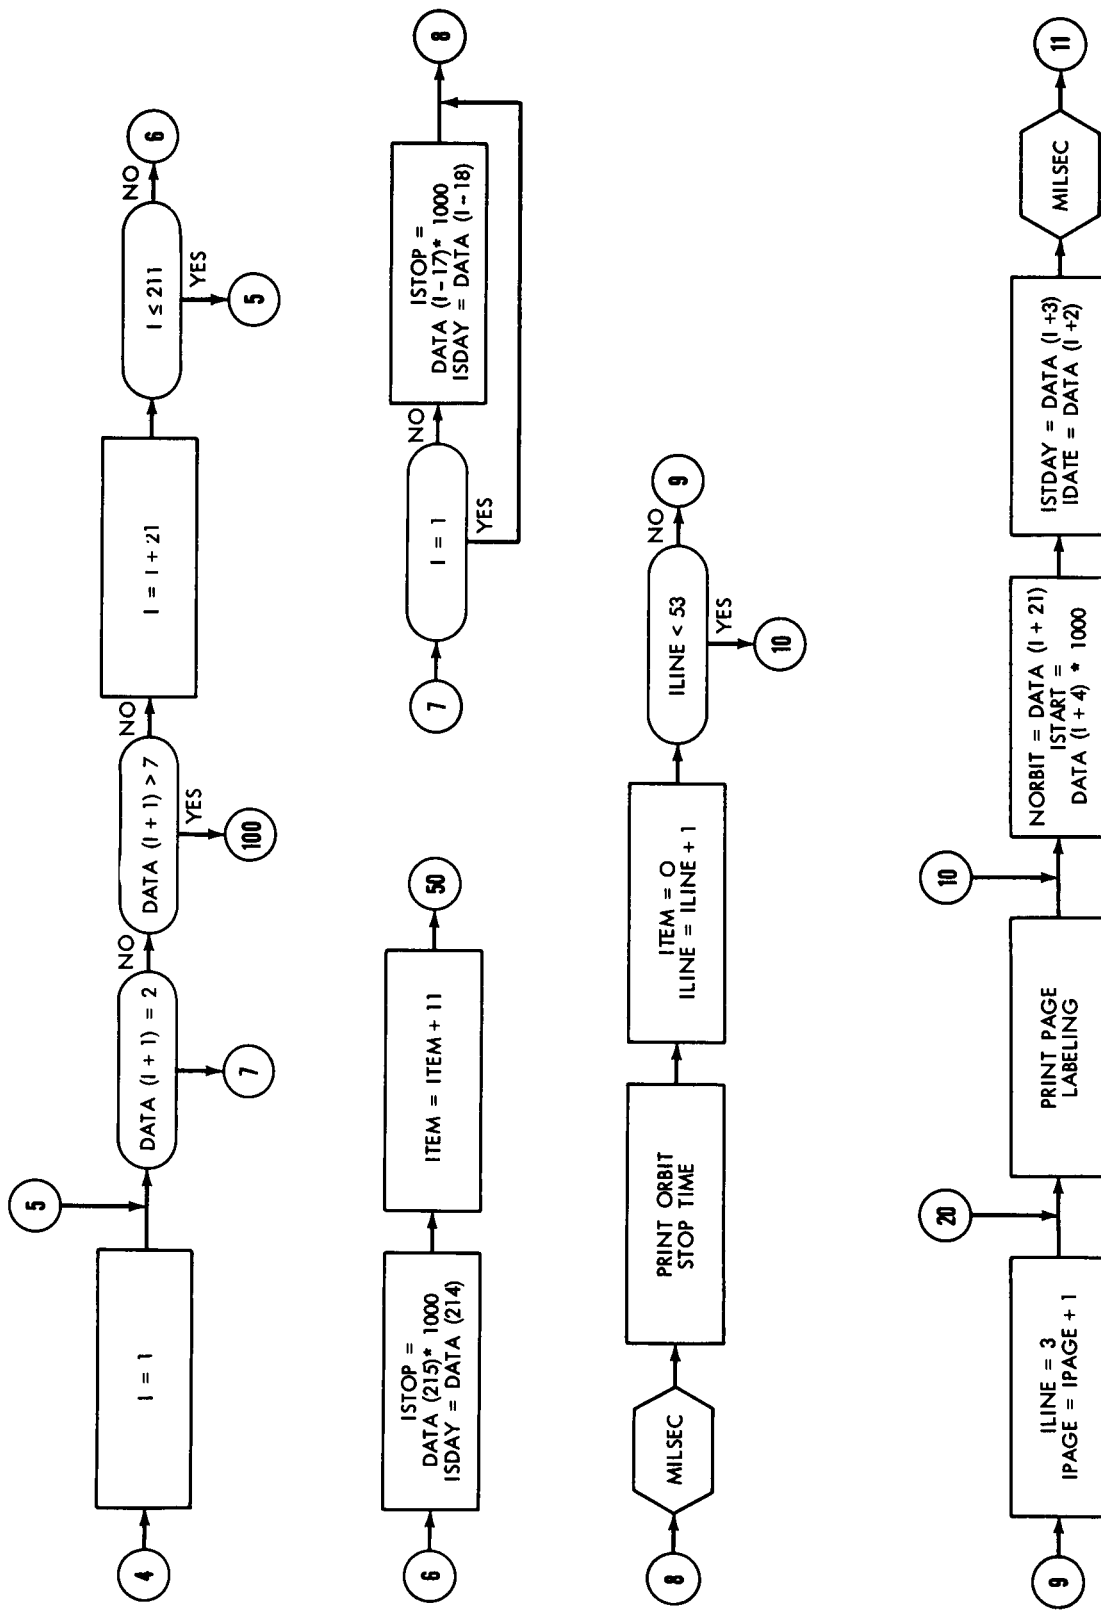 4
I = 1
5
DATA (I + 1) = 2
NO
7
DATA (I + 1) > 7
NO
YES
100
I = I + 21
I ≤ 211
NO
6
YES
5
6
ISTOP =
DATA (215)* 1000
ISDAY = DATA (214)
ITEM = ITEM + 11
50
7
I = 1
NO
YES
ISTOP =
DATA (I - 17)* 1000
ISDAY = DATA (I - 18)
8
8
MILSEC
PRINT ORBIT
STOP TIME
ITEM = O
ILINE = ILINE + 1
ILINE < 53
NO
9
YES
10
9
ILINE = 3
IPAGE = IPAGE + 1
20
PRINT PAGE
LABELING
10
NORBIT = DATA (I + 21)
ISTART =
DATA (I + 4) * 1000
ISTDAY = DATA (I +3)
IDATE = DATA (I +2)
MILSEC
11